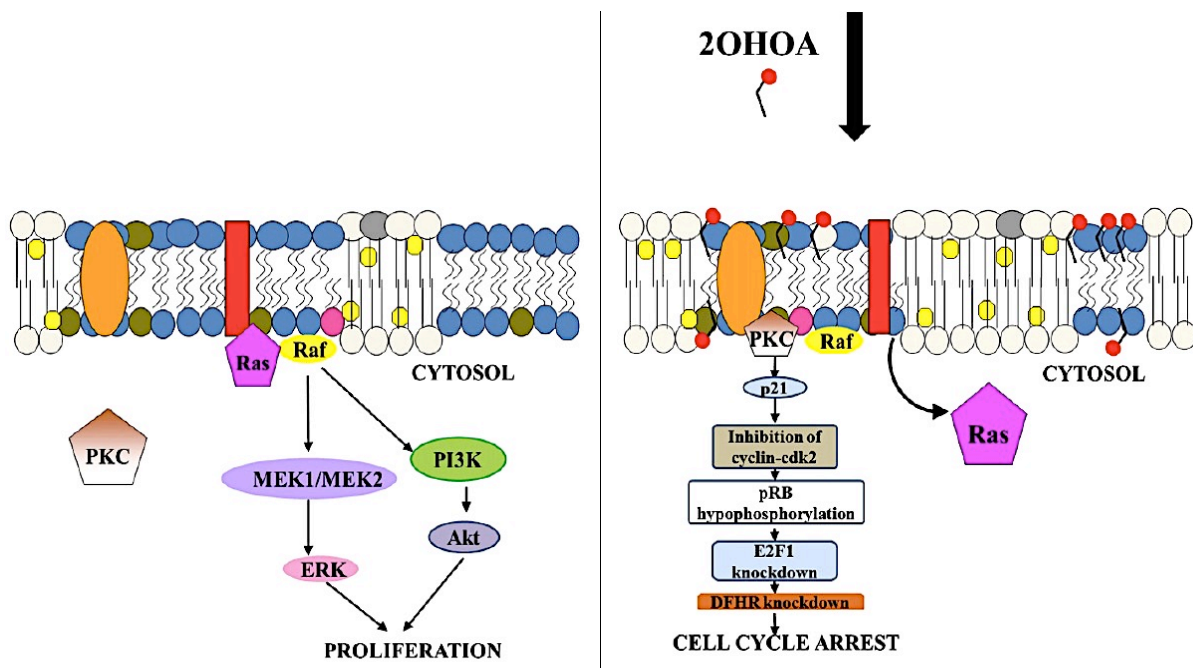 Ras
Raf
CYTOSOL
PKC
MEK1/MEK2
PI3K
Akt
ERK
PROLIFERATION
2OHOA
PKC
Raf
CYTOSOL
p21
Ras
Inhibition of
cyclin-cdk2
pRB
hypophosphorylation
E2F1
knockdown
DFHR knockdown
CELL CYCLE ARREST